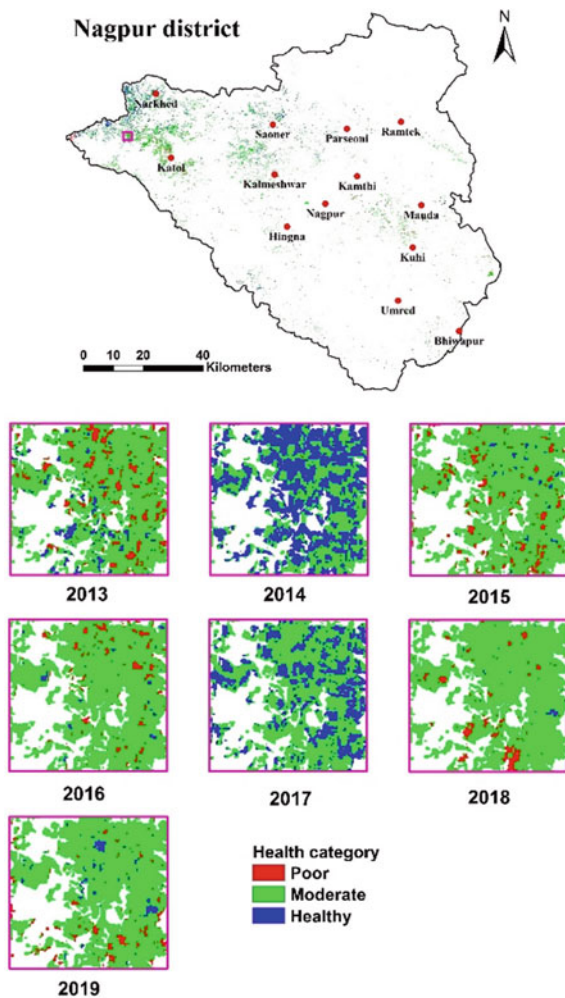 Nagpur district
N
Narkhed
Saoner
Parseoni
Ramtek
Katol
Kalmeshwar
Kamthi
Nagpur
Mauda
Hingna
Kuhi
Umred
Bhiwapur
0 10 20 40
Kilometers
2013
2014
2015
2016
2017
2018
2019
Health category
Poor
Moderate
Healthy